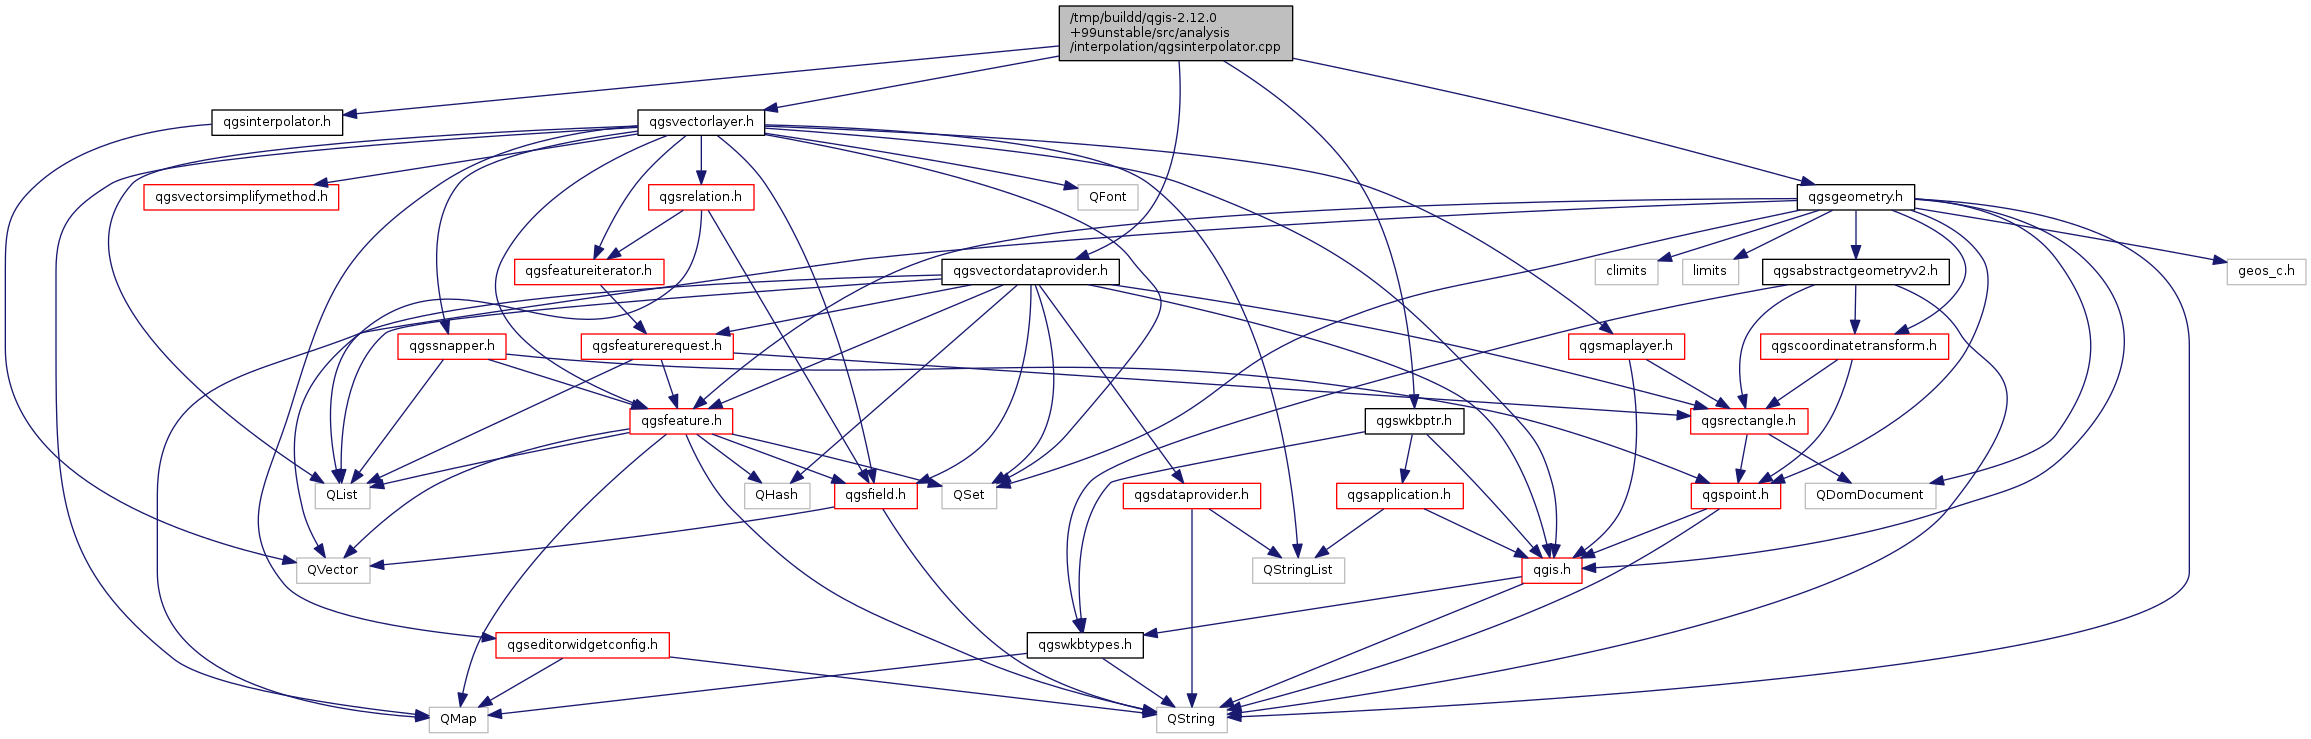 /tmp/buildd/qgis-2.12.0
+99unstable/src/analysis
/interpolation/qgsinterpolator.cpp
qgsinterpolator.h
qgsvectorlayer.h
qgsvectorsimplifymethod.h
qgsrelation.h
QFont
qgsgeometry.h
qgsfeatureiterator.h
qgsvectordataprovider.h
climits
limits
qgsabstractgeometryv2.h
geos_c.h
qgssnapper.h
qgsfeaturerequest.h
qgsmaplayer.h
qgscoordinatetransform.h
qgsfeature.h
qgswkbptr.h
qgsrectangle.h
QList
QHash
qgsfield.h
QSet
qgsdataprovider.h
qgsapplication.h
qgspoint.h
QDomDocument
QVector
QStringList
qgis.h
qgseditorwidgetconfig.h
qgswkbtypes.h
QMap
QString